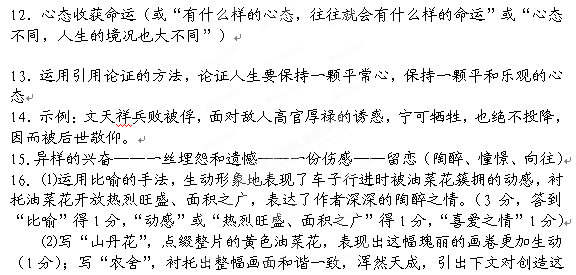 12. 心态收获命运（或“有什么样的心态，往往就会有什么样的命运”或“心态
不同，人生的境况也大不同”）
13. 运用引用论证的方法，论证人生要保持一颗平常心，保持一颗平和乐观的心
态
14. 示例：文天祥兵败被俘，面对敌人高官厚禄的诱惑，宁可牺牲，也绝不投降，
因而被后世敬仰。
15. 异样的兴奋———一丝埋怨和遗憾———一份伤感——留恋（陶醉、憧憬、向往）
16. ⑴运用比喻的手法，生动形象地表现了车子行进时被油菜花簇拥的动感，衬
托油菜花开放热烈旺盛、面积之广，表达了作者深深的陶醉之情。（3 分，答到
“比喻”得 1 分，“动感”或“热烈旺盛、面积之广”得 1 分，“喜爱之情”1 分）
⑵写“山丹花”，点缀整片的黄色油菜花，表现出这幅瑰丽的画卷更加生动
（1 分）；写“农舍”，衬托出整幅画面和谐一致，浑然天成，引出下文对创造这